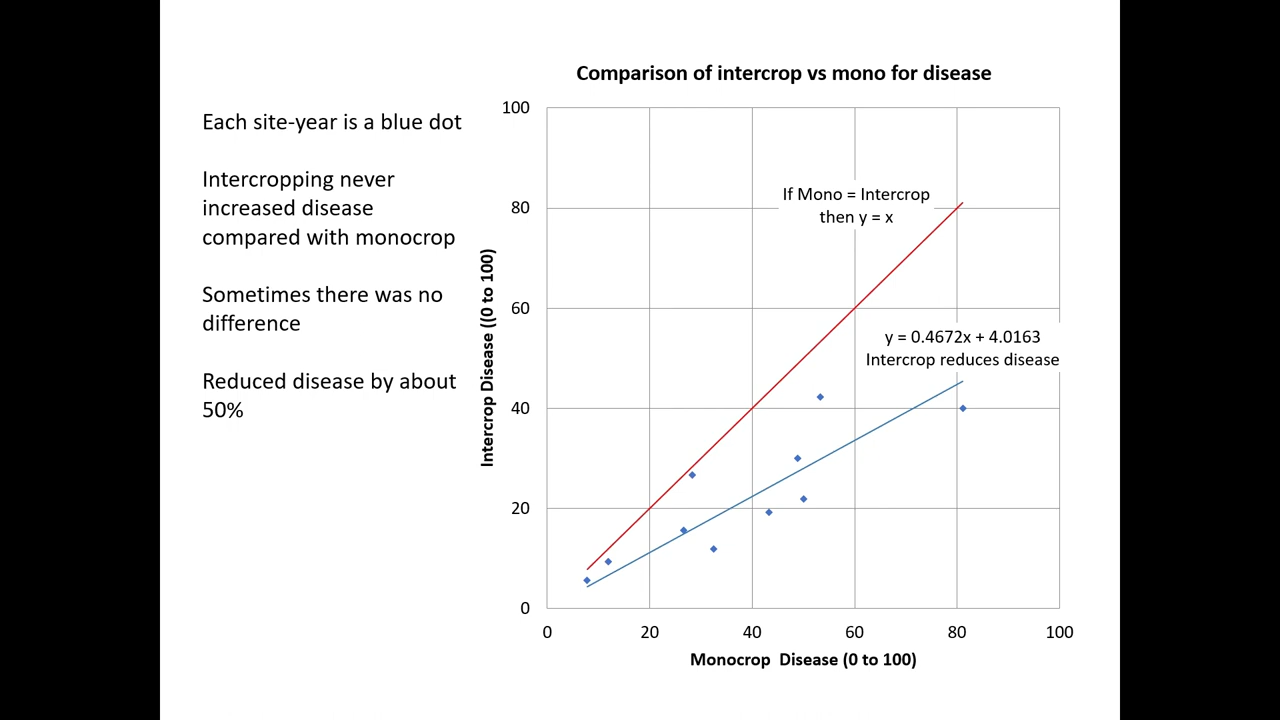 Comparison of intercrop vs mono for disease
Each site-year is a blue dot
Intercropping never
increased disease
compared with monocrop
Sometimes there was no
difference
Reduced disease by about
50%
Intercrop Disease ((0 to 100)
100
80
60
40
20
0
If Mono = Intercrop
then y = x
y = 0.4672x + 4.0163
Intercrop reduces disease
0 20 40 60 80 100
Monocrop  Disease (0 to 100)